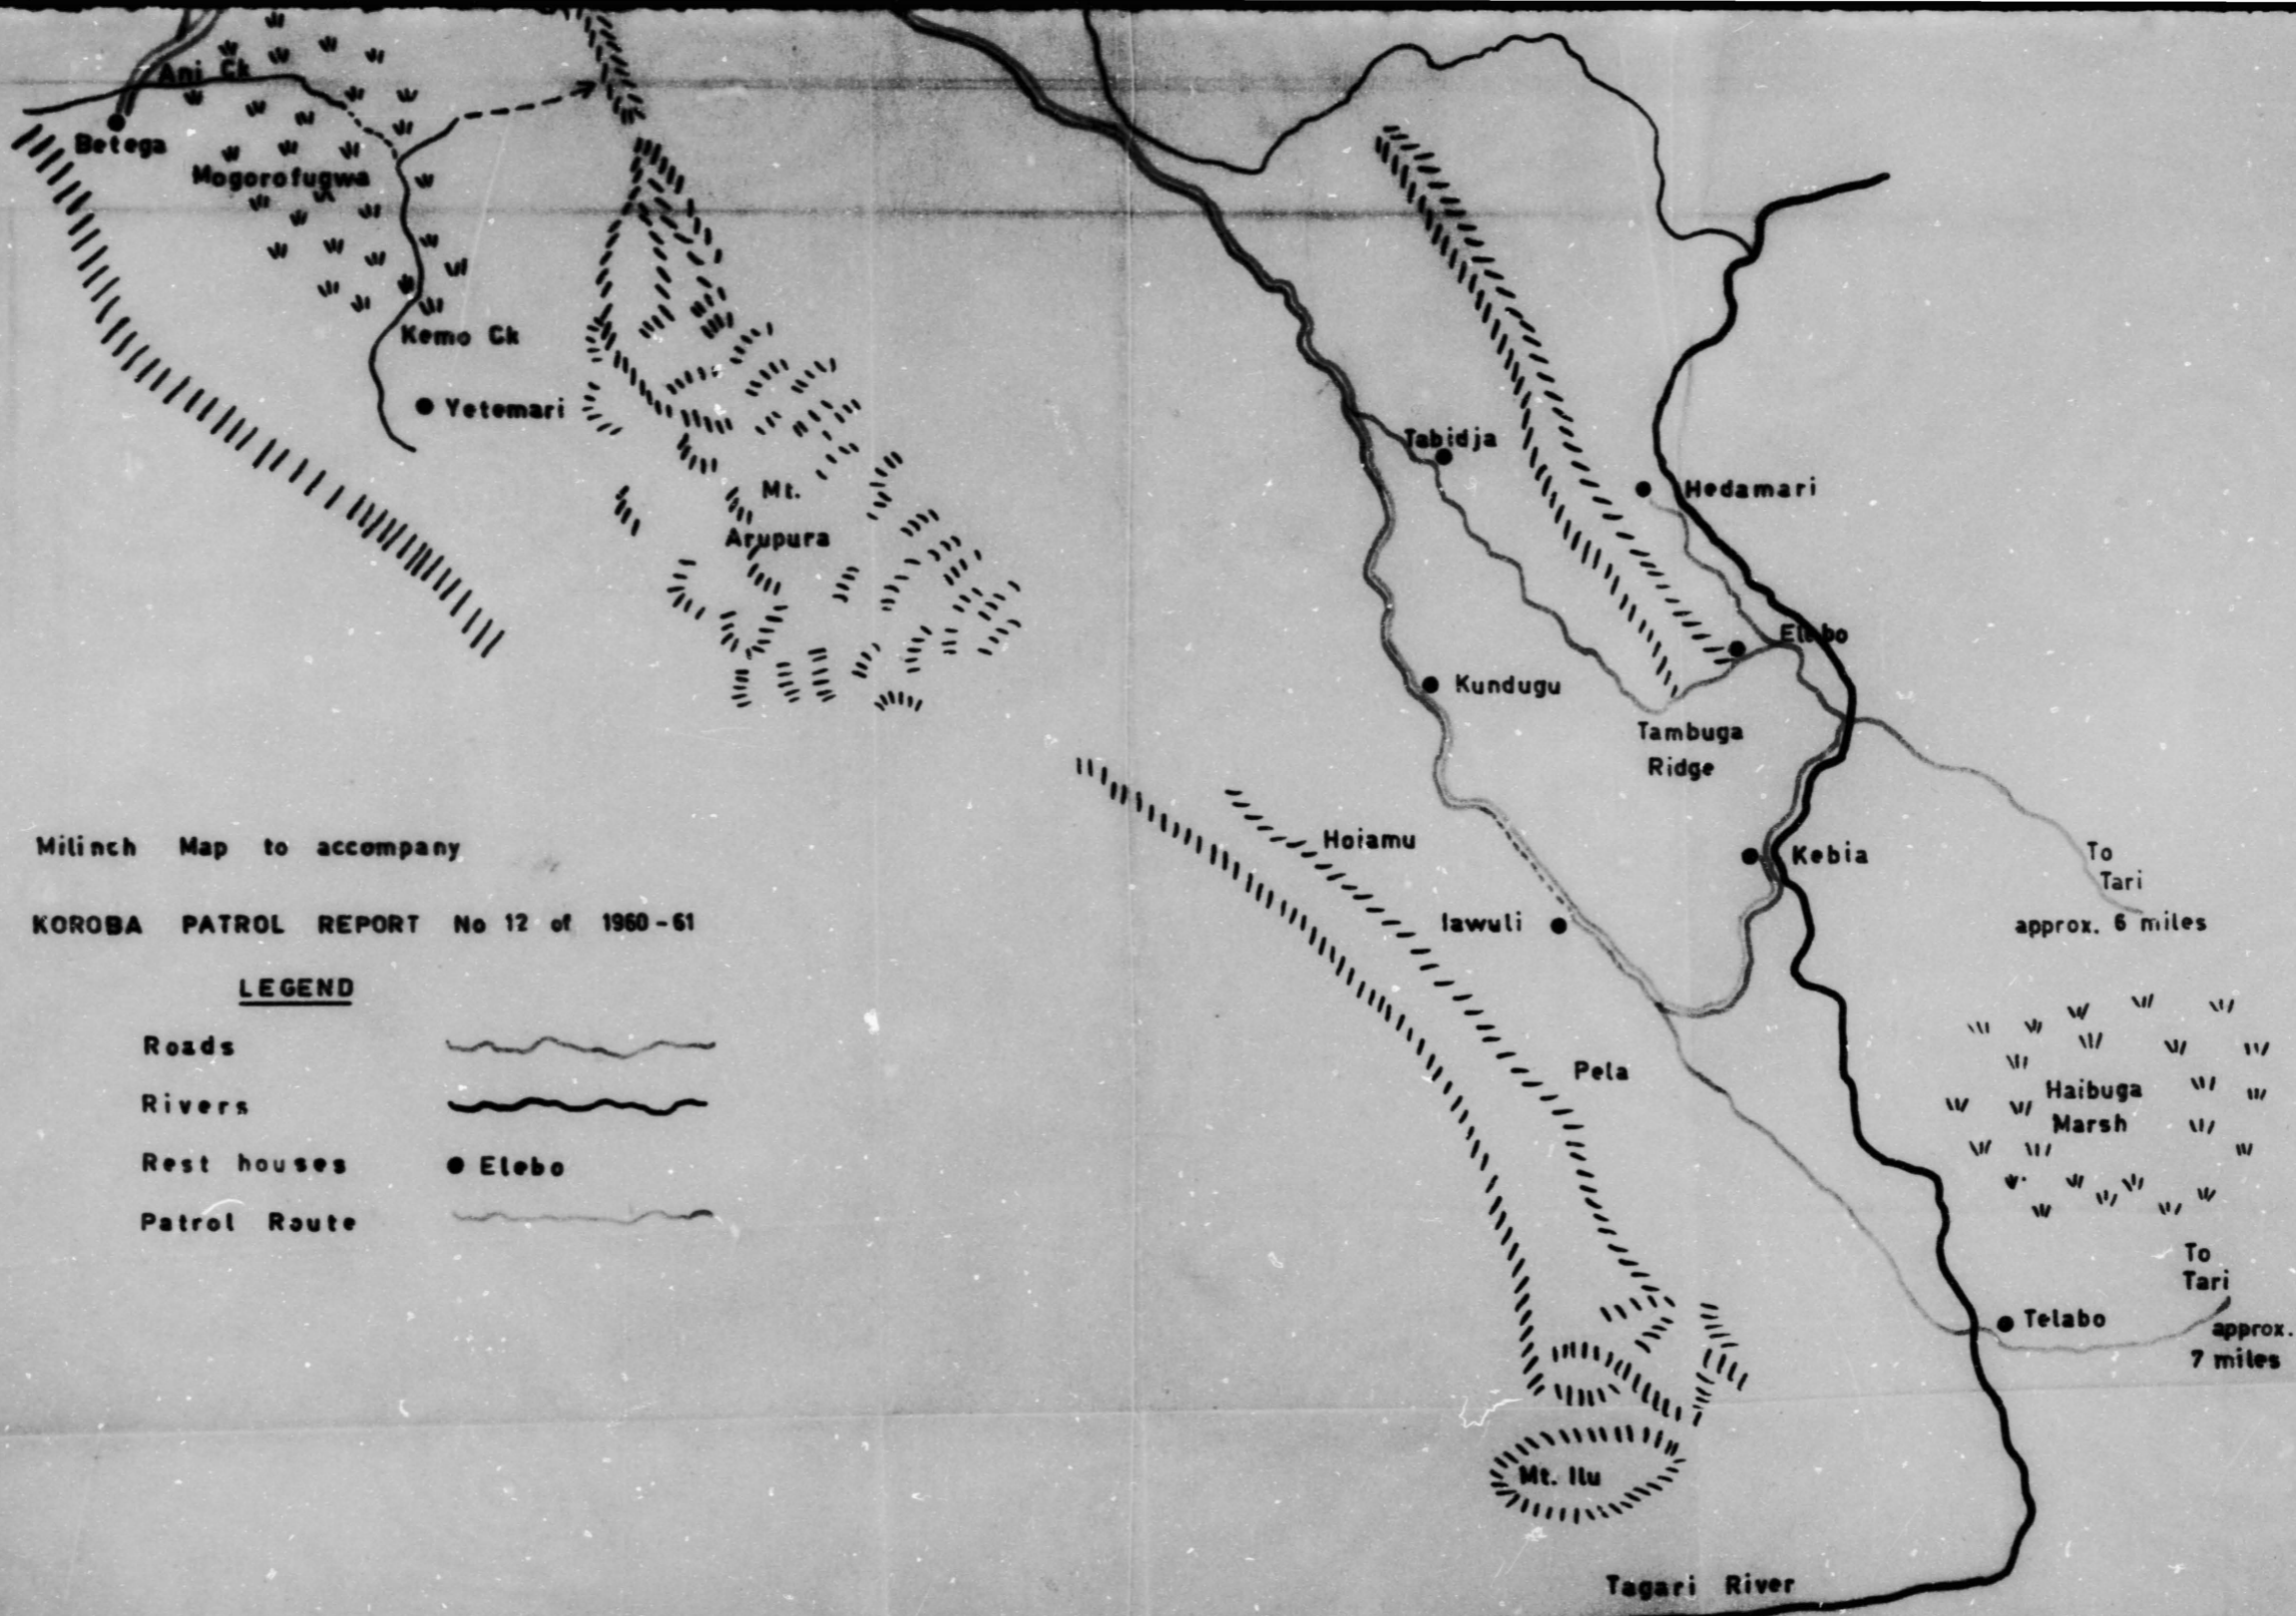 Ani Ck
Betega
Mogorofugwa
Kemo Ck
Yetemari
Mt.
Arupura
Tabidja
Hedamari
Elebo
Kundugu
Tambuga
Ridge
Hoiamu
Kebia
Iawuli
To
Tari
approx. 6 miles
Pela
Haibuga
Marsh
To
Tari
Telabo
approx.
7 miles
Mt. Ilu
Tagari River
Milinch Map to accompany
KOROBA PATROL REPORT No 12 of 1960-61
LEGEND
Roads
Rivers
Rest houses
Elebo
Patrol Route